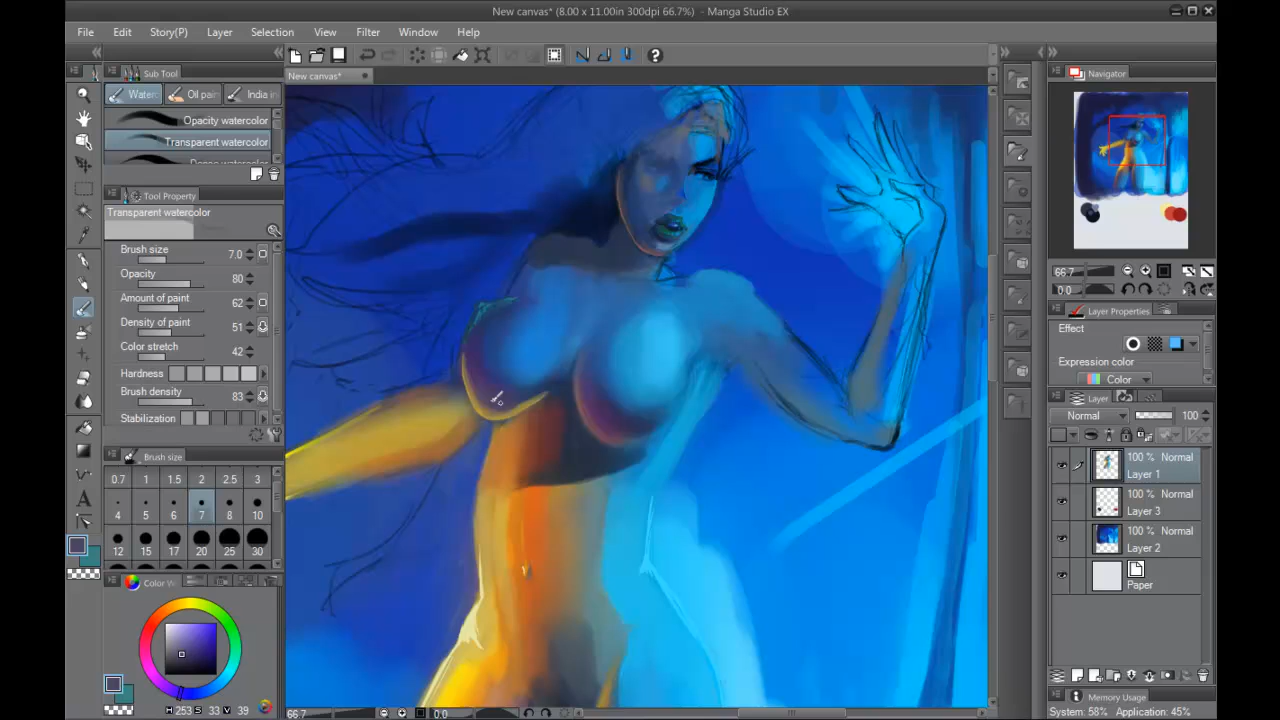 New canvas* (8.00 x 11.00in 300dpi 66.7%) - Manga Studio EX
File Edit Story(P) Layer Selection View Filter Window Help
Sub Tool
New canvas*
Water Oil pain India in
Opacity watercolor
Transparent watercolor
Tool Property
Transparent watercolor
Brush size 7.0
Opacity 80
Amount of paint 62
Density of paint 51
Color stretch 42
Hardness
Brush density 83
Stabilization
Brush size
0.7 1 1.5 2 2.5 3
4 5 6 7 8 10
12 15 17 20 25 30
Color W
H 253 S 33 V 39
66.7 0.0
Navigator
66.7
0.0
Layer Properties
Effect
Expression color
Color
Layer
Normal 100
100 % Normal
Layer 1
100 % Normal
Layer 3
100 % Normal
Layer 2
Paper
Memory Usage
System: 58% Application: 45%